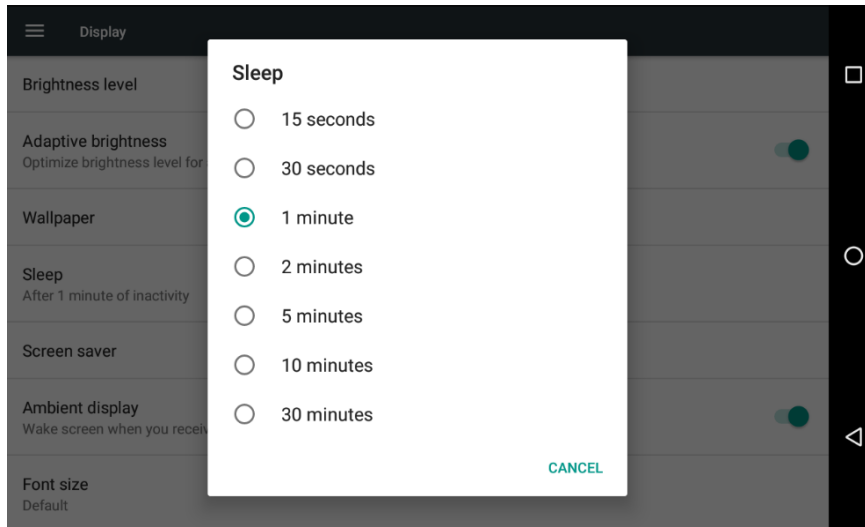 Display
Brightness level
Adaptive brightness
Optimize brightness level for
Wallpaper
Sleep
After 1 minute of inactivity
Screen saver
Ambient display
Wake screen when you
Font size
Default
Sleep
15 seconds
30 seconds
1 minute
2 minutes
5 minutes
10 minutes
30 minutes
CANCEL